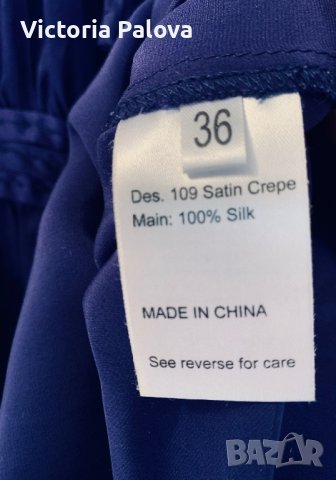 Victoria Palova
36
Des. 109 Satin Crepe
Main: 100% Silk
MADE IN CHINA
See reverse for care
BAZAR